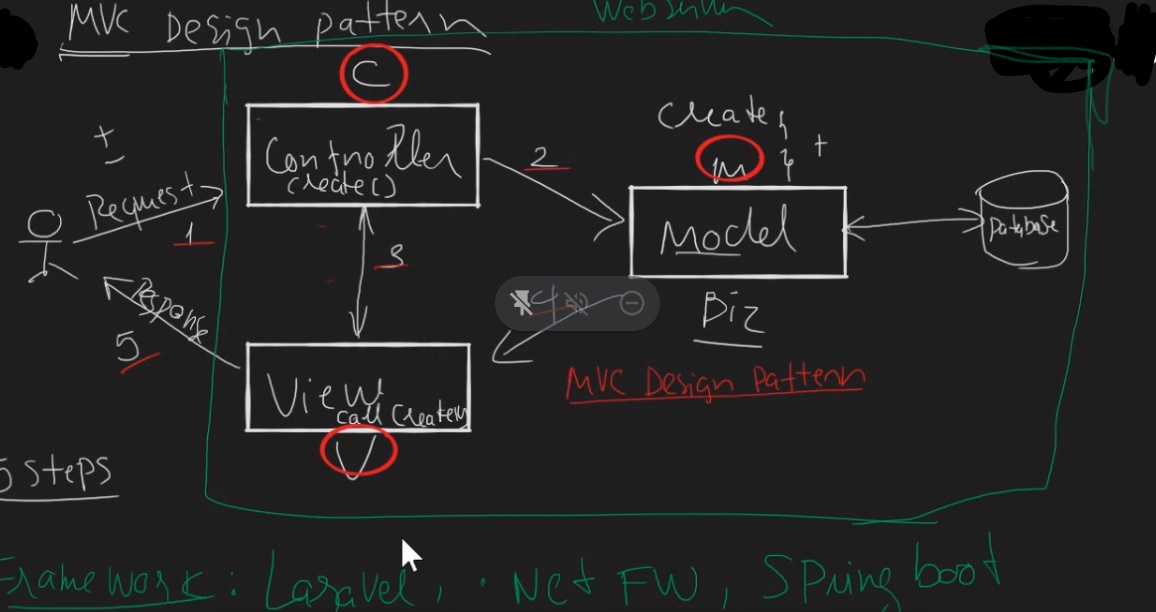 MVC Design pattern
Web server
C
±
Controller
Create()
Create {
m } +
Request
1
2
Model
Database
3
4
Response
5
Biz
View
call Create()
V
MVC Design Pattern
5 steps
Framework: Laravel, .Net FW, Spring boot